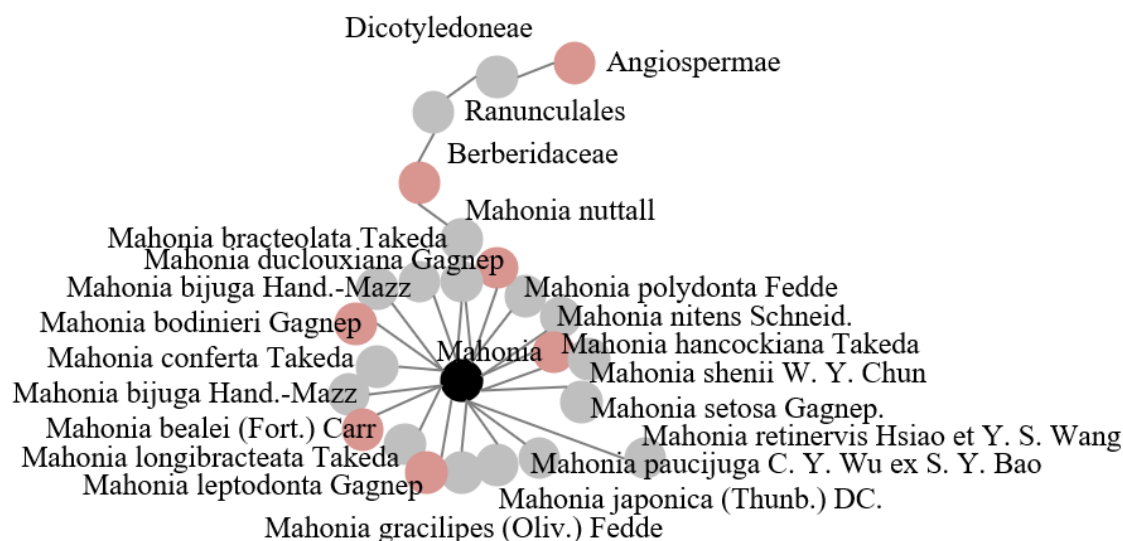 Dicotyledoneae
Angiospermae
Ranunculales
Berberidaceae
Mahonia nuttall
Mahonia bracteolata Takeda
Mahonia duclouxiana Gagnep
Mahonia bijuga Hand.-Mazz
Mahonia polydonta Fedde
Mahonia bodinieri Gagnep
Mahonia nitens Schneid.
Mahonia
Mahonia hancockiana Takeda
Mahonia conferta Takeda
Mahonia shenii W. Y. Chun
Mahonia bijuga Hand.-Mazz
Mahonia setosa Gagnep.
Mahonia bealei (Fort.) Carr
Mahonia retinervis Hsiao et Y. S. Wang
Mahonia longibracteata Takeda
Mahonia paucijuga C. Y. Wu ex S. Y. Bao
Mahonia leptodonta Gagnep
Mahonia japonica (Thunb.) DC.
Mahonia gracilipes (Oliv.) Fedde